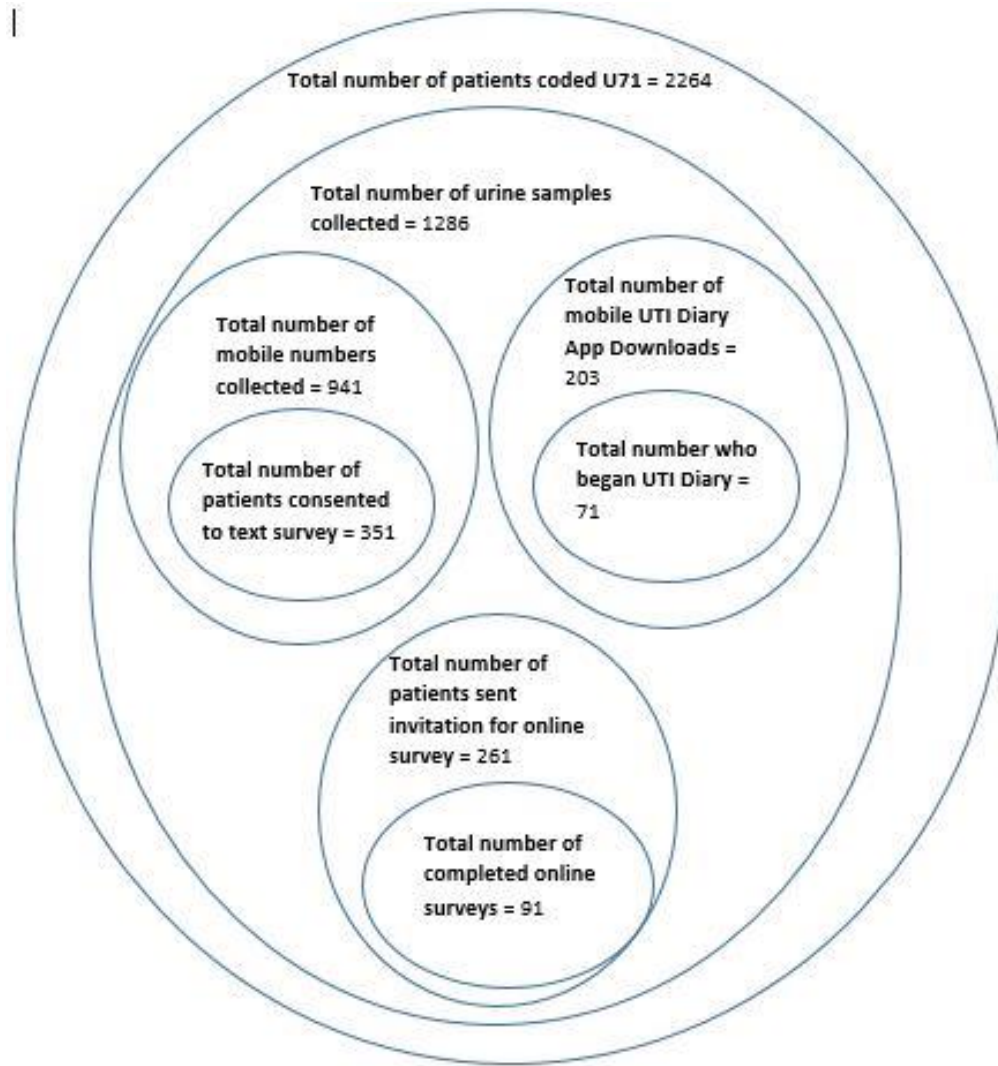 Total number of patients coded U71 = 2264
Total number of urine samples
collected = 1286
Total number of
mobile numbers
collected = 941
Total number of
patients consented
to text survey = 351
Total number of
mobile UTI Diary
App Downloads =
203
Total number who
began UTI Diary =
71
Total number of
patients sent
invitation for online
survey = 261
Total number of
completed online
surveys = 91